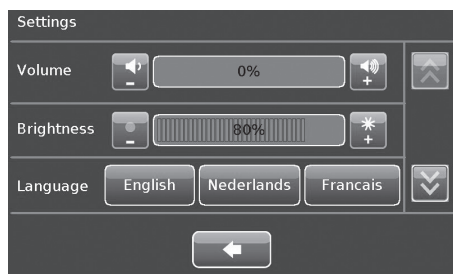 Settings
Volume - 0% +
Brightness - 80% +
Language English Nederlands Francais